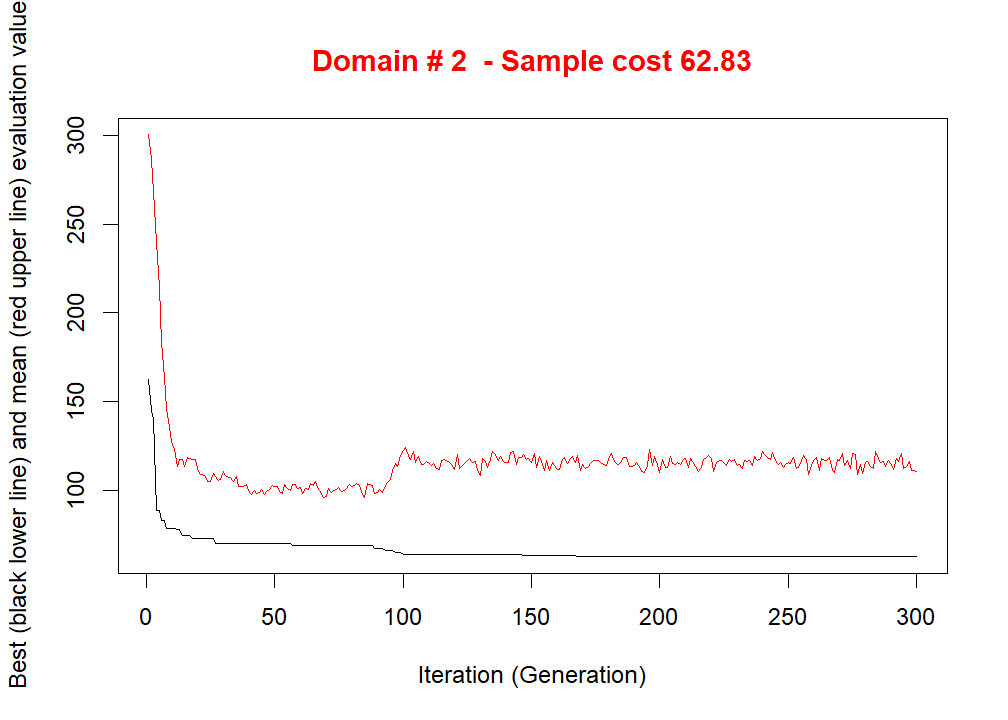 Domain # 2  - Sample cost 62.83
Best (black lower line) and mean (red upper line) evaluation value
300
250
200
150
100
0 50 100 150 200 250 300
Iteration (Generation)